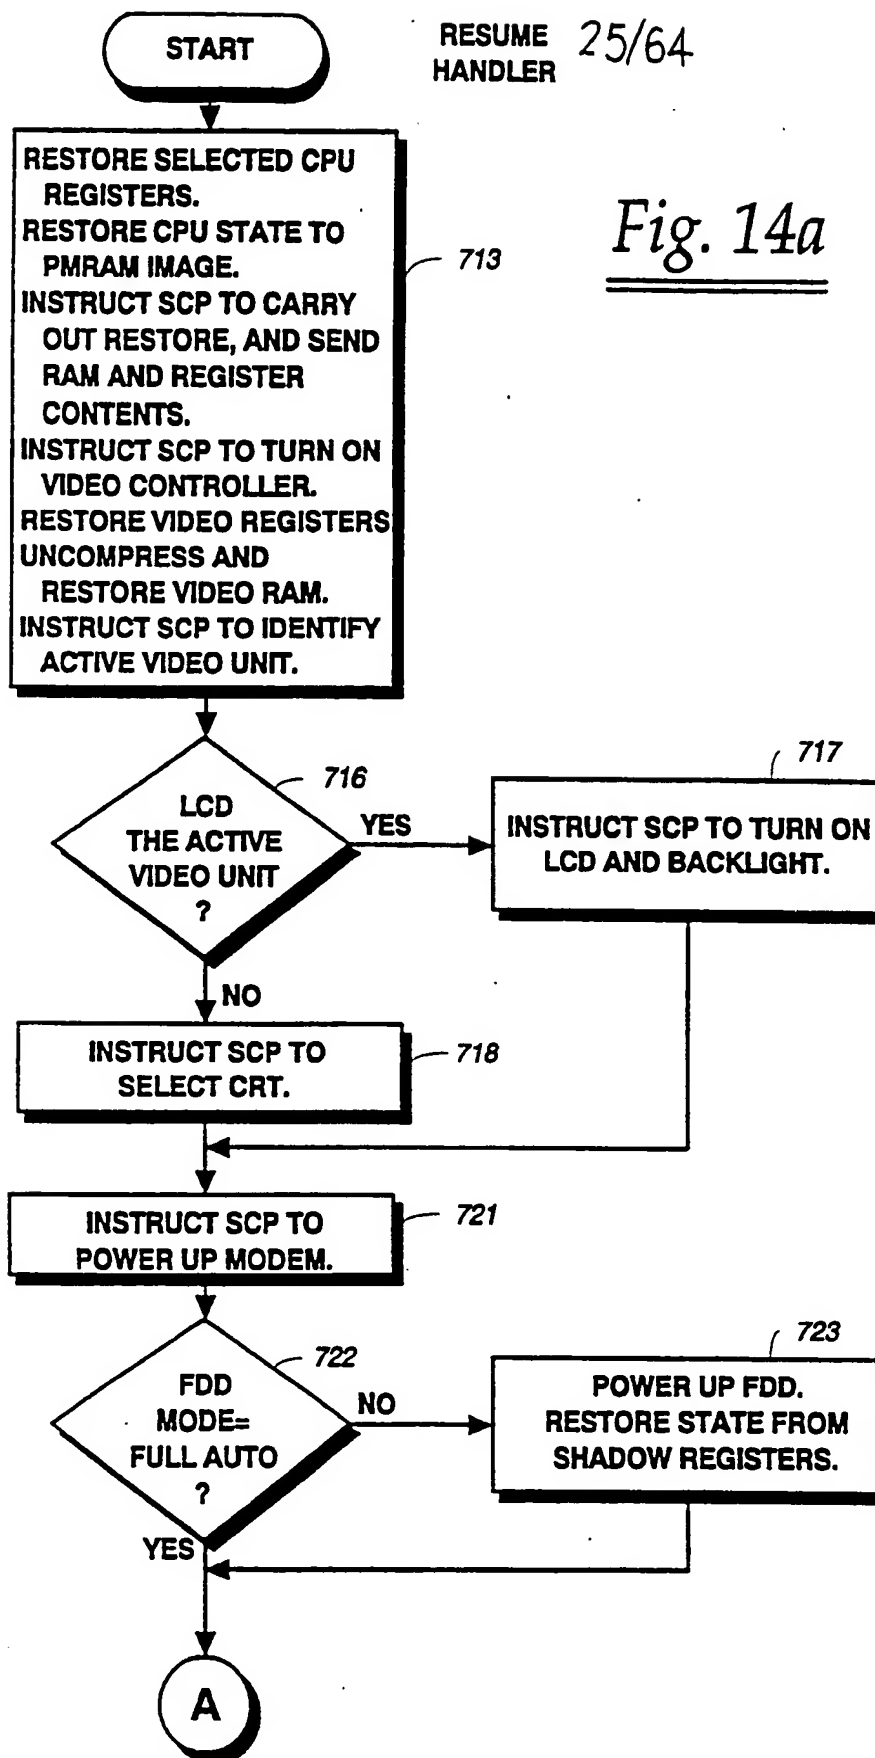 START
RESUME
HANDLER
25/64
Fig. 14a
RESTORE SELECTED CPU
REGISTERS.
RESTORE CPU STATE TO
PMRAM IMAGE.
INSTRUCT SCP TO CARRY
OUT RESTORE, AND SEND
RAM AND REGISTER
CONTENTS.
INSTRUCT SCP TO TURN ON
VIDEO CONTROLLER.
RESTORE VIDEO REGISTERS
UNCOMPRESS AND
RESTORE VIDEO RAM.
INSTRUCT SCP TO IDENTIFY
ACTIVE VIDEO UNIT.
713
LCD
THE ACTIVE
VIDEO UNIT
?
716
YES
717
INSTRUCT SCP TO TURN ON
LCD AND BACKLIGHT.
NO
INSTRUCT SCP TO
SELECT CRT.
718
INSTRUCT SCP TO
POWER UP MODEM.
721
FDD
MODE=
FULL AUTO
?
722
NO
723
POWER UP FDD.
RESTORE STATE FROM
SHADOW REGISTERS.
YES
A